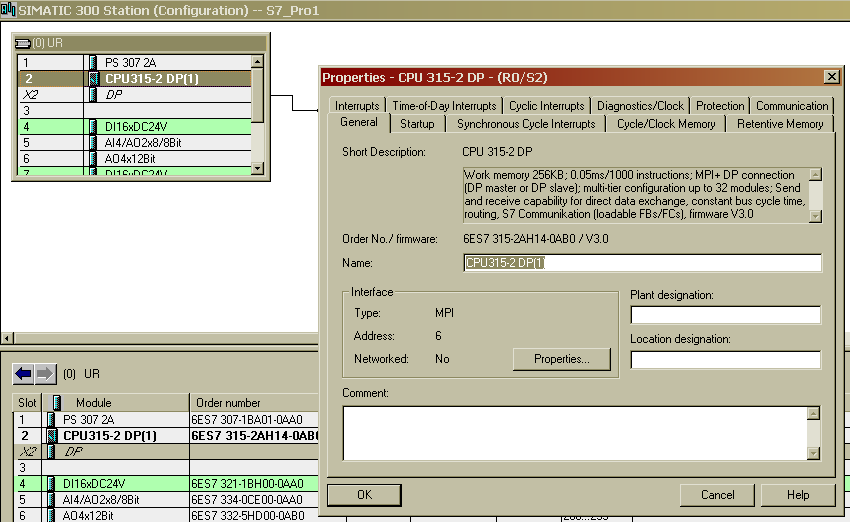 SIMATIC 300 Station (Configuration) -- S7_Pro1
(0) UR
1 PS 307 2A
2 CPU315-2 DP(1)
X2 DP
3
4 DI16xDC24V
5 AI4/AO2x8/8Bit
6 AO4x12Bit
7 DI16xDC24V
Properties - CPU 315-2 DP - (R0/S2)
Interrupts Time-of-Day Interrupts Cyclic Interrupts Diagnostics/Clock Protection Communication
General Startup Synchronous Cycle Interrupts Cycle/Clock Memory Retentive Memory
Short Description: CPU 315-2 DP
Work memory 256KB; 0.05ms/1000 instructions; MPI+ DP connection
(DP master or DP slave); multi-tier configuration up to 32 modules; Send
and receive capability for direct data exchange, constant bus cycle time,
routing, S7 Communikation (loadable FBs/FCs), firmware V3.0
Order No./ firmware: 6ES7 315-2AH14-0AB0 / V3.0
Name: CPU315-2 DP(1)
Interface
Type: MPI
Address: 6
Networked: No Properties...
Plant designation:
Location designation:
Comment:
OK Cancel Help
(0) UR
Slot Module Order number
1 PS 307 2A 6ES7 307-1BA01-0AA0
2 CPU315-2 DP(1) 6ES7 315-2AH14-0AB0
X2 DP
3
4 DI16xDC24V 6ES7 321-1BH00-0AA0
5 AI4/AO2x8/8Bit 6ES7 334-0CE00-0AA0
6 AO4x12Bit 6ES7 332-5HD00-0AB0